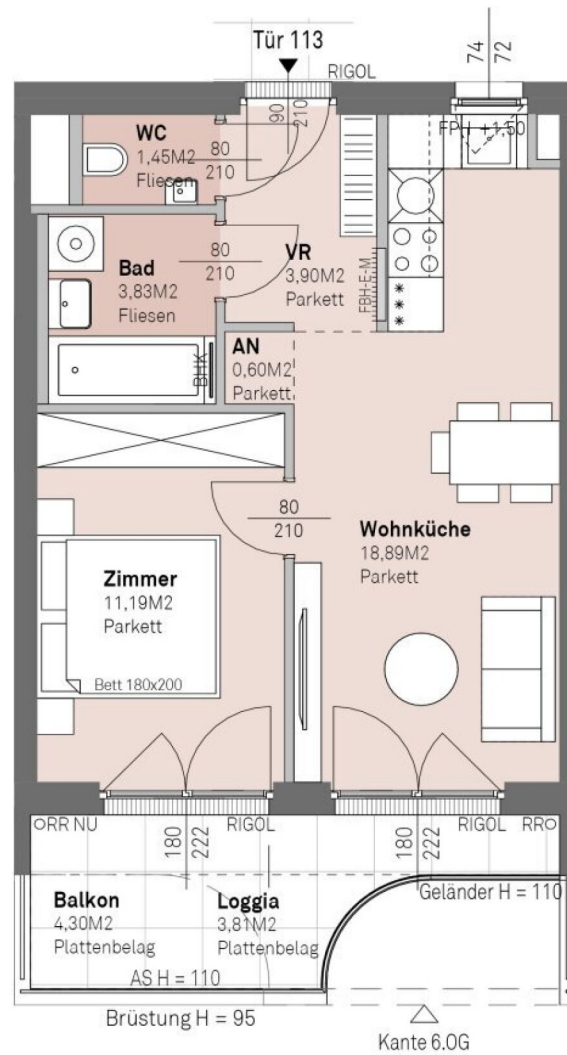 Tür 113
74
72
RIGOL
90
210
FPH +1,50
WC
1,45M2
Fliesen
80
210
Bad
3,83M2
Fliesen
80
210
VR
3,90M2
Parkett
FBH-E-M
BHK
AN
0,60M2
Parkett
80
210
Wohnküche
18,89M2
Parkett
Zimmer
11,19M2
Parkett
Bett 180x200
RR NU
180
222
RIGOL
180
222
RIGOL
RR
Balkon
4,30M2
Plattenbelag
Loggia
3,81M2
Plattenbelag
Geländer H = 110
AS H = 110
Brüstung H = 95
Kante 6.OG